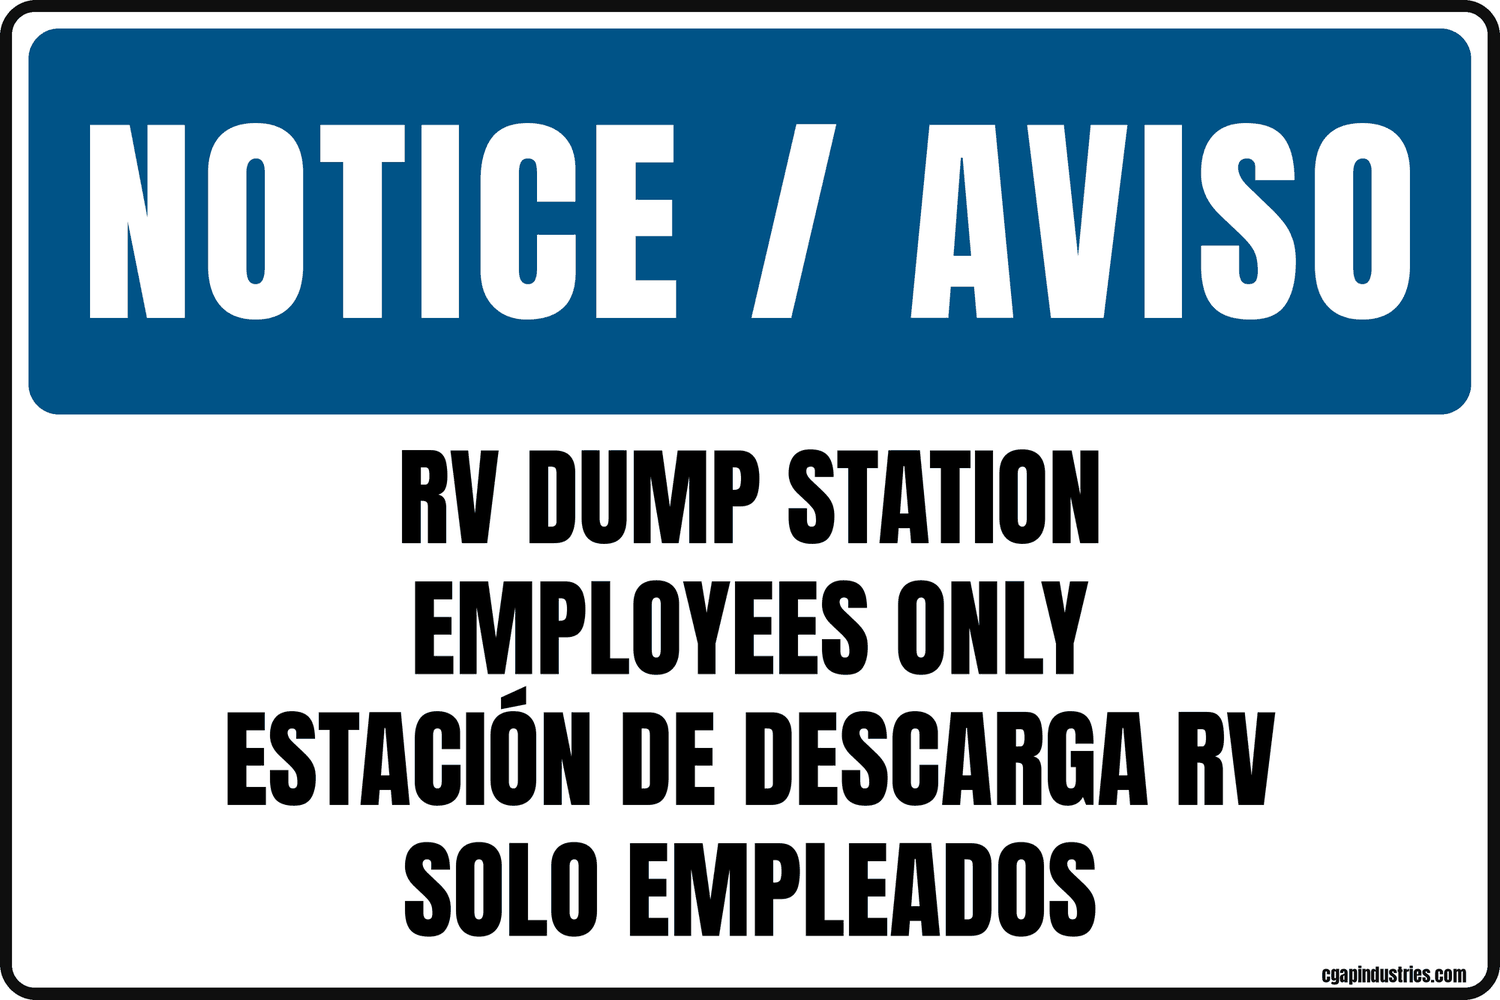 NOTICE / AVISO
RV DUMP STATION
EMPLOYEES ONLY
ESTACIÓN DE DESCARGA RV
SOLO EMPLEADOS
cgapindustries.com